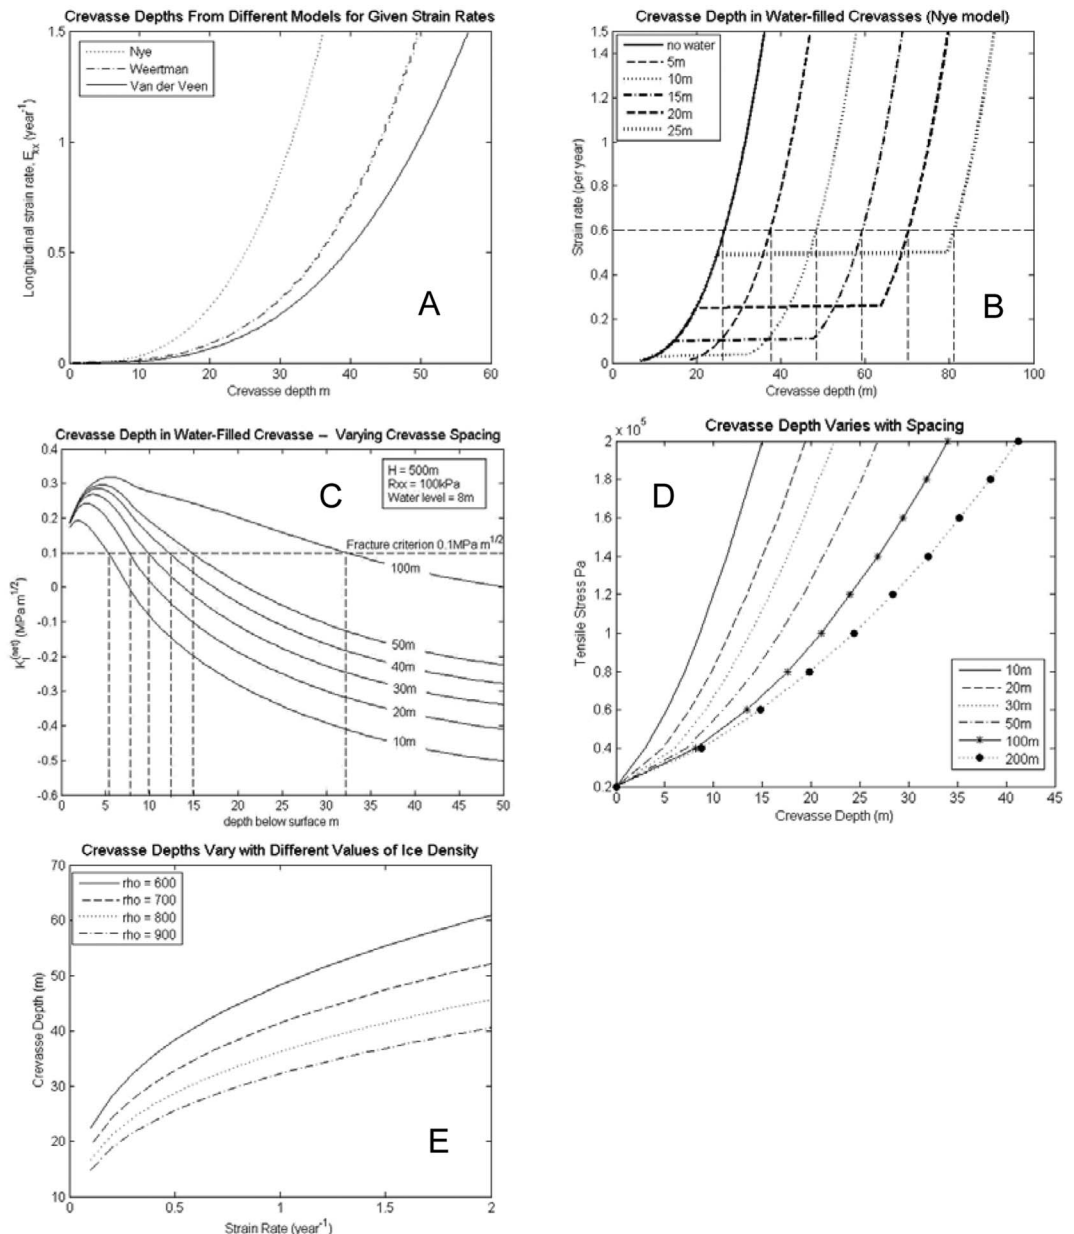 Crevasse Depths From Different Models for Given Strain Rates
1.5
1
0.5
0
Longitudinal strain rate, Exx (year-1)
Nye
Weertman
Van der Veen
A
0 10 20 30 40 50 60
Crevasse depth m
Crevasse Depth in Water-filled Crevasses (Nye model)
1.5
1.4
1.2
1
0.8
0.6
0.4
0.2
0
Strain rate (per year)
no water
5m
10m
15m
20m
25m
B
0 20 40 60 80 100
Crevasse depth (m)
Crevasse Depth in Water-Filled Crevasse – Varying Crevasse Spacing
0.4
0.3
0.2
0.1
0
-0.1
-0.2
-0.3
-0.4
-0.5
-0.6
KI(net) (MPa m1/2)
C
H = 500m
Rxx = 100kPa
Water level = 8m
Fracture criterion 0.1MPa m1/2
100m
50m
40m
30m
20m
10m
0 5 10 15 20 25 30 35 40 45 50
depth below surface m
Crevasse Depth Varies with Spacing
x 10^5
2
1.8
1.6
1.4
1.2
1
0.8
0.6
0.4
0.2
Tensile Stress Pa
D
10m
20m
30m
50m
100m
200m
0 5 10 15 20 25 30 35 40 45
Crevasse Depth (m)
Crevasse Depths Vary with Different Values of Ice Density
70
60
50
40
30
20
10
Crevasse Depth (m)
rho = 600
rho = 700
rho = 800
rho = 900
E
0 0.5 1 1.5 2
Strain Rate (year-1)